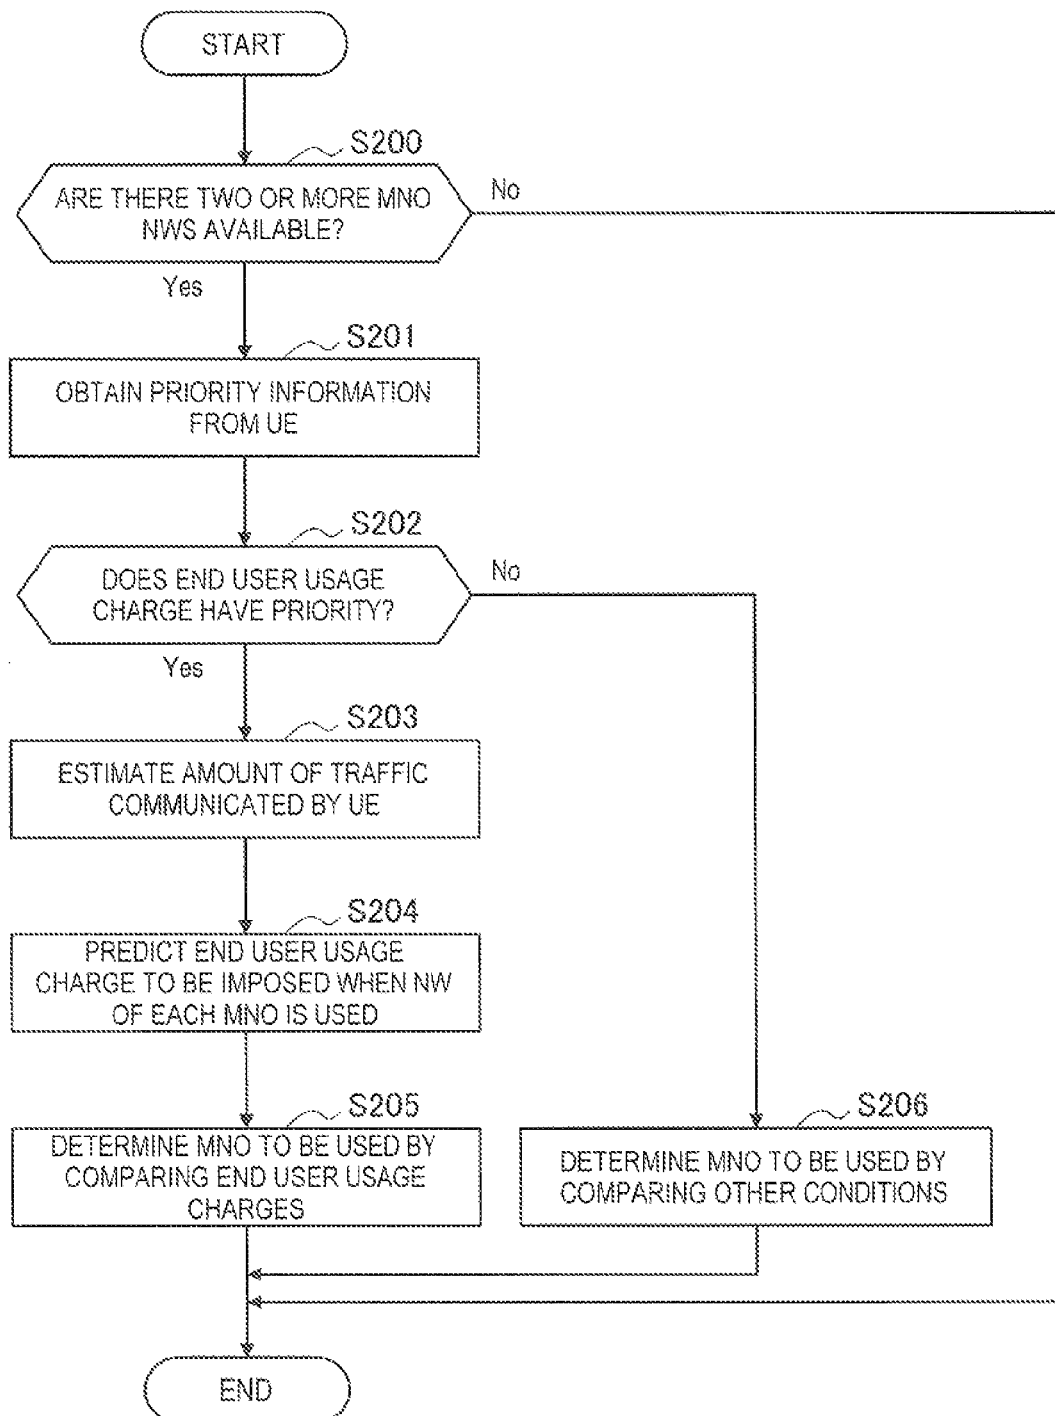 START
S200
ARE THERE TWO OR MORE MNO
NWS AVAILABLE?
No
Yes
S201
OBTAIN PRIORITY INFORMATION
FROM UE
S202
DOES END USER USAGE
CHARGE HAVE PRIORITY?
No
Yes
S203
ESTIMATE AMOUNT OF TRAFFIC
COMMUNICATED BY UE
S204
PREDICT END USER USAGE
CHARGE TO BE IMPOSED WHEN NW
OF EACH MNO IS USED
S205
DETERMINE MNO TO BE USED BY
COMPARING END USER USAGE
CHARGES
S206
DETERMINE MNO TO BE USED BY
COMPARING OTHER CONDITIONS
END